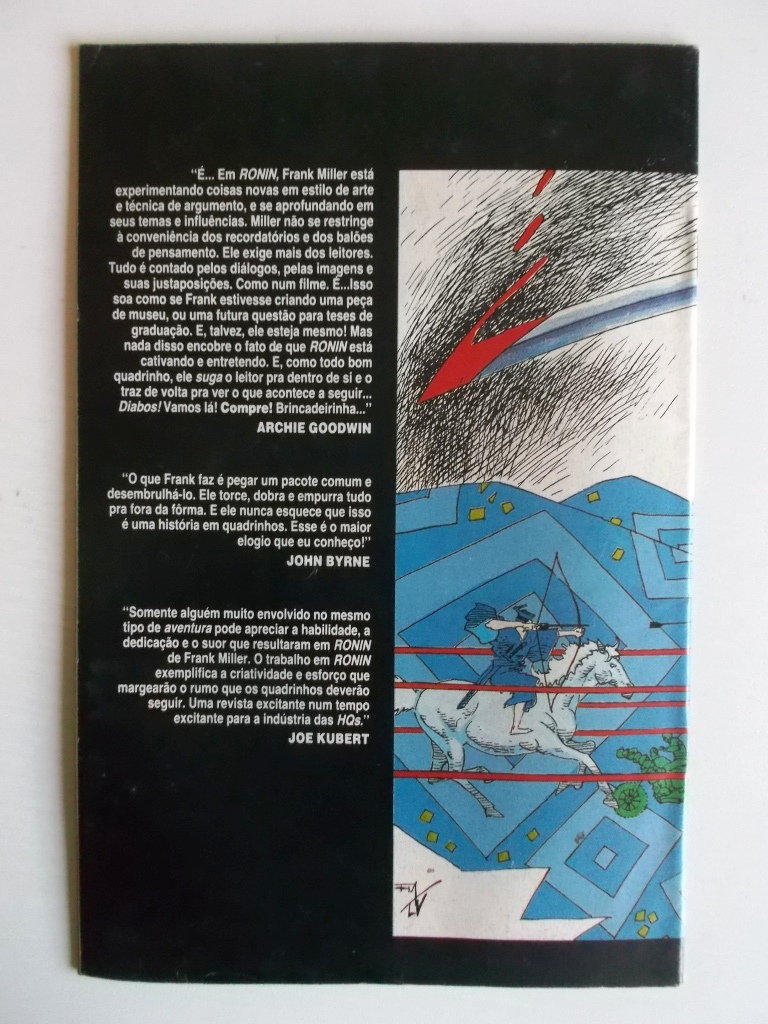 "É... Em RONIN, Frank Miller está
experimentando coisas novas em estilo de arte
e técnica de argumento, e se aprofundando em
seus temas e influências. Miller não se restringe
à conveniência dos recordatórios e dos balões
de pensamento. Ele exige mais dos leitores.
Tudo é contado pelos diálogos, pelas imagens e
suas justaposições. Como num filme. É...Isso
soa como se Frank estivesse criando uma peça
de museu, ou uma futura questão para teses de
graduação. E, talvez, ele esteja mesmo! Mas
nada disso encobre o fato de que RONIN está
cativando e entretendo. E, como todo bom
quadrinho, ele suga o leitor pra dentro de si e o
traz de volta pra ver o que acontece a seguir...
Diabos! Vamos lá! Compre! Brincadeirinha..."
ARCHIE GOODWIN
"O que Frank faz é pegar um pacote comum e
desembrulhá-lo. Ele torce, dobra e empurra tudo
pra fora da fôrma. E ele nunca esquece que isso
é uma história em quadrinhos. Esse é o maior
elogio que eu conheço!"
JOHN BYRNE
"Somente alguém muito envolvido no mesmo
tipo de aventura pode apreciar a habilidade, a
dedicação e o suor que resultaram em RONIN
de Frank Miller. O trabalho em RONIN
exemplifica a criatividade e esforço que
margearão o rumo que os quadrinhos deverão
seguir. Uma revista excitante num tempo
excitante para a indústria das HQs."
JOE KUBERT